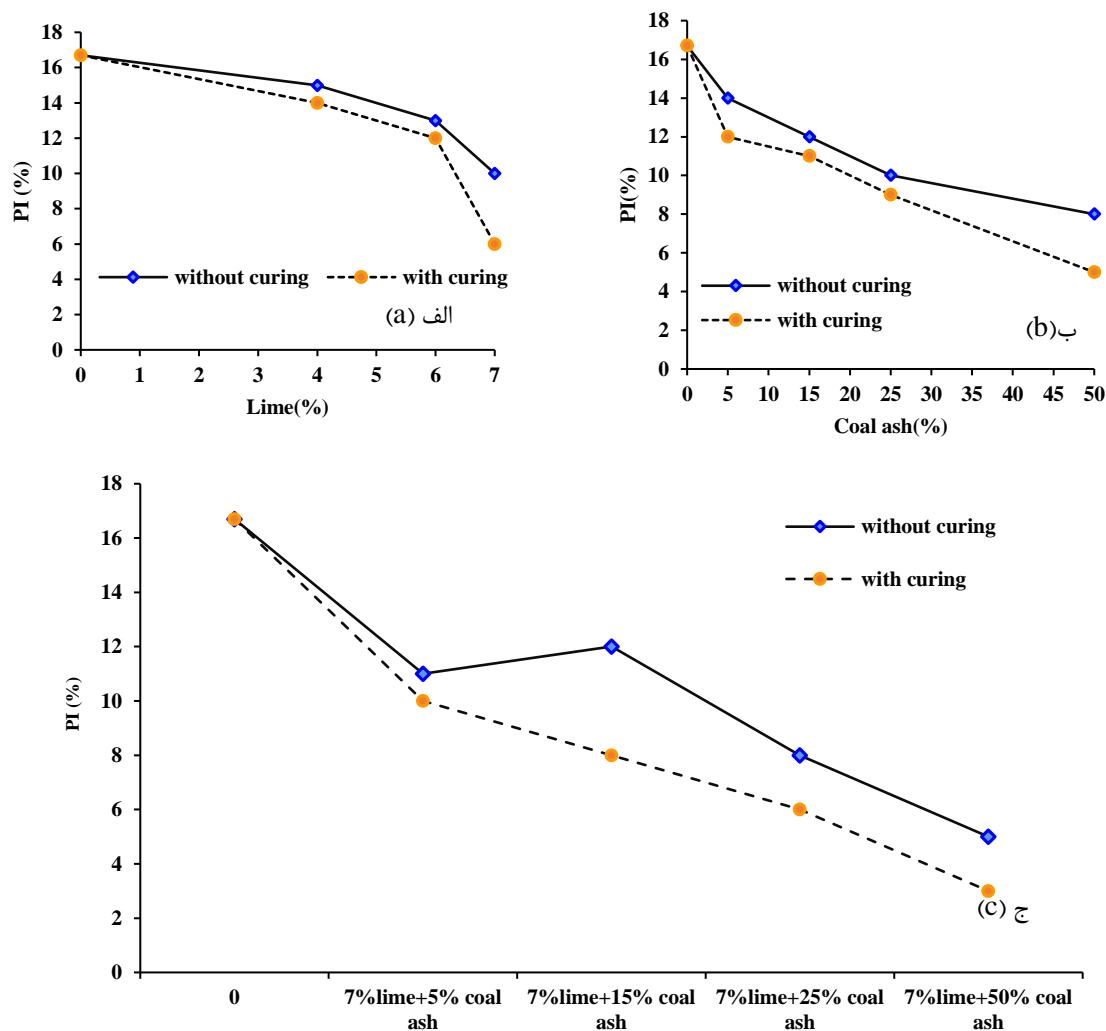 18
16
14
12
10
8
6
4
2
0
PI (%)
without curing
with curing
(a) الف
0 1 2 3 4 5 6 7
Lime(%)
18
16
14
12
10
8
6
4
2
0
PI(%)
without curing
with curing
ب(b)
0 5 10 15 20 25 30 35 40 45 50
Coal ash(%)
18
16
14
12
10
8
6
4
2
0
PI (%)
without curing
with curing
(c) ج
0 7%lime+5% coal 7%lime+15% coal 7%lime+25% coal 7%lime+50% coal
ash ash ash ash